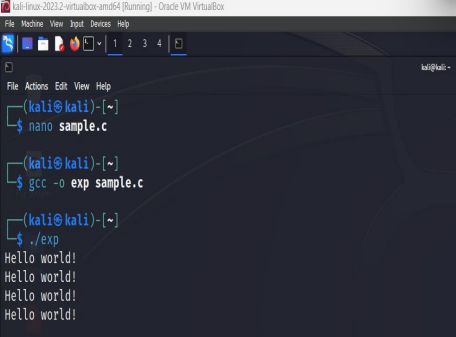 kali-linux-2023.2-virtualbox-amd64 [Running] - Oracle VM VirtualBox
File Machine View Input Devices Help
1 2 3 4
kali@kali: ~
File Actions Edit View Help
(kali㉿kali)-[~]
$ nano sample.c
(kali㉿kali)-[~]
$ gcc -o exp sample.c
(kali㉿kali)-[~]
$ ./exp
Hello world!
Hello world!
Hello world!
Hello world!